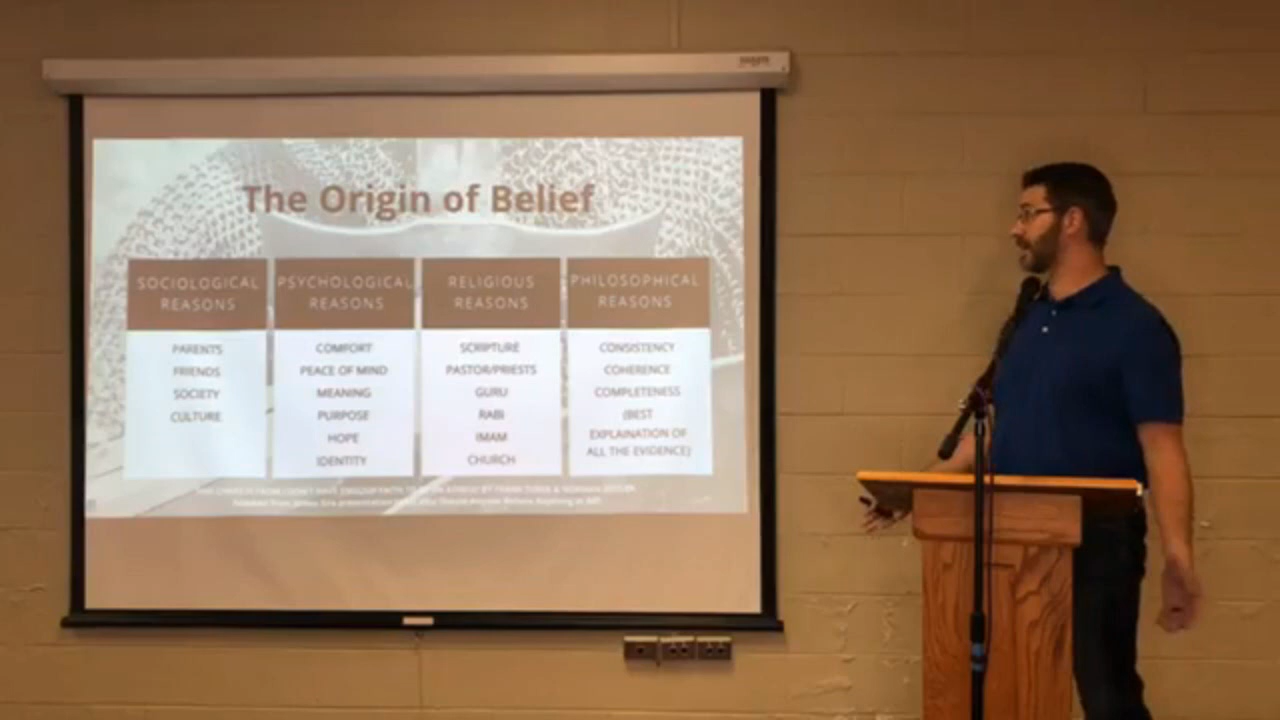 The Origin of Belief
SOCIOLOGICAL
REASONS
PARENTS
FRIENDS
SOCIETY
CULTURE
PSYCHOLOGICAL
REASONS
COMFORT
PEACE OF MIND
MEANING
PURPOSE
HOPE
IDENTITY
RELIGIOUS
REASONS
SCRIPTURE
PASTOR/PRIESTS
GURU
RABI
IMAM
CHURCH
PHILOSOPHICAL
REASONS
CONSISTENCY
COHERENCE
COMPLETENESS
(BEST
EXPLAINATION OF
ALL THE EVIDENCE)